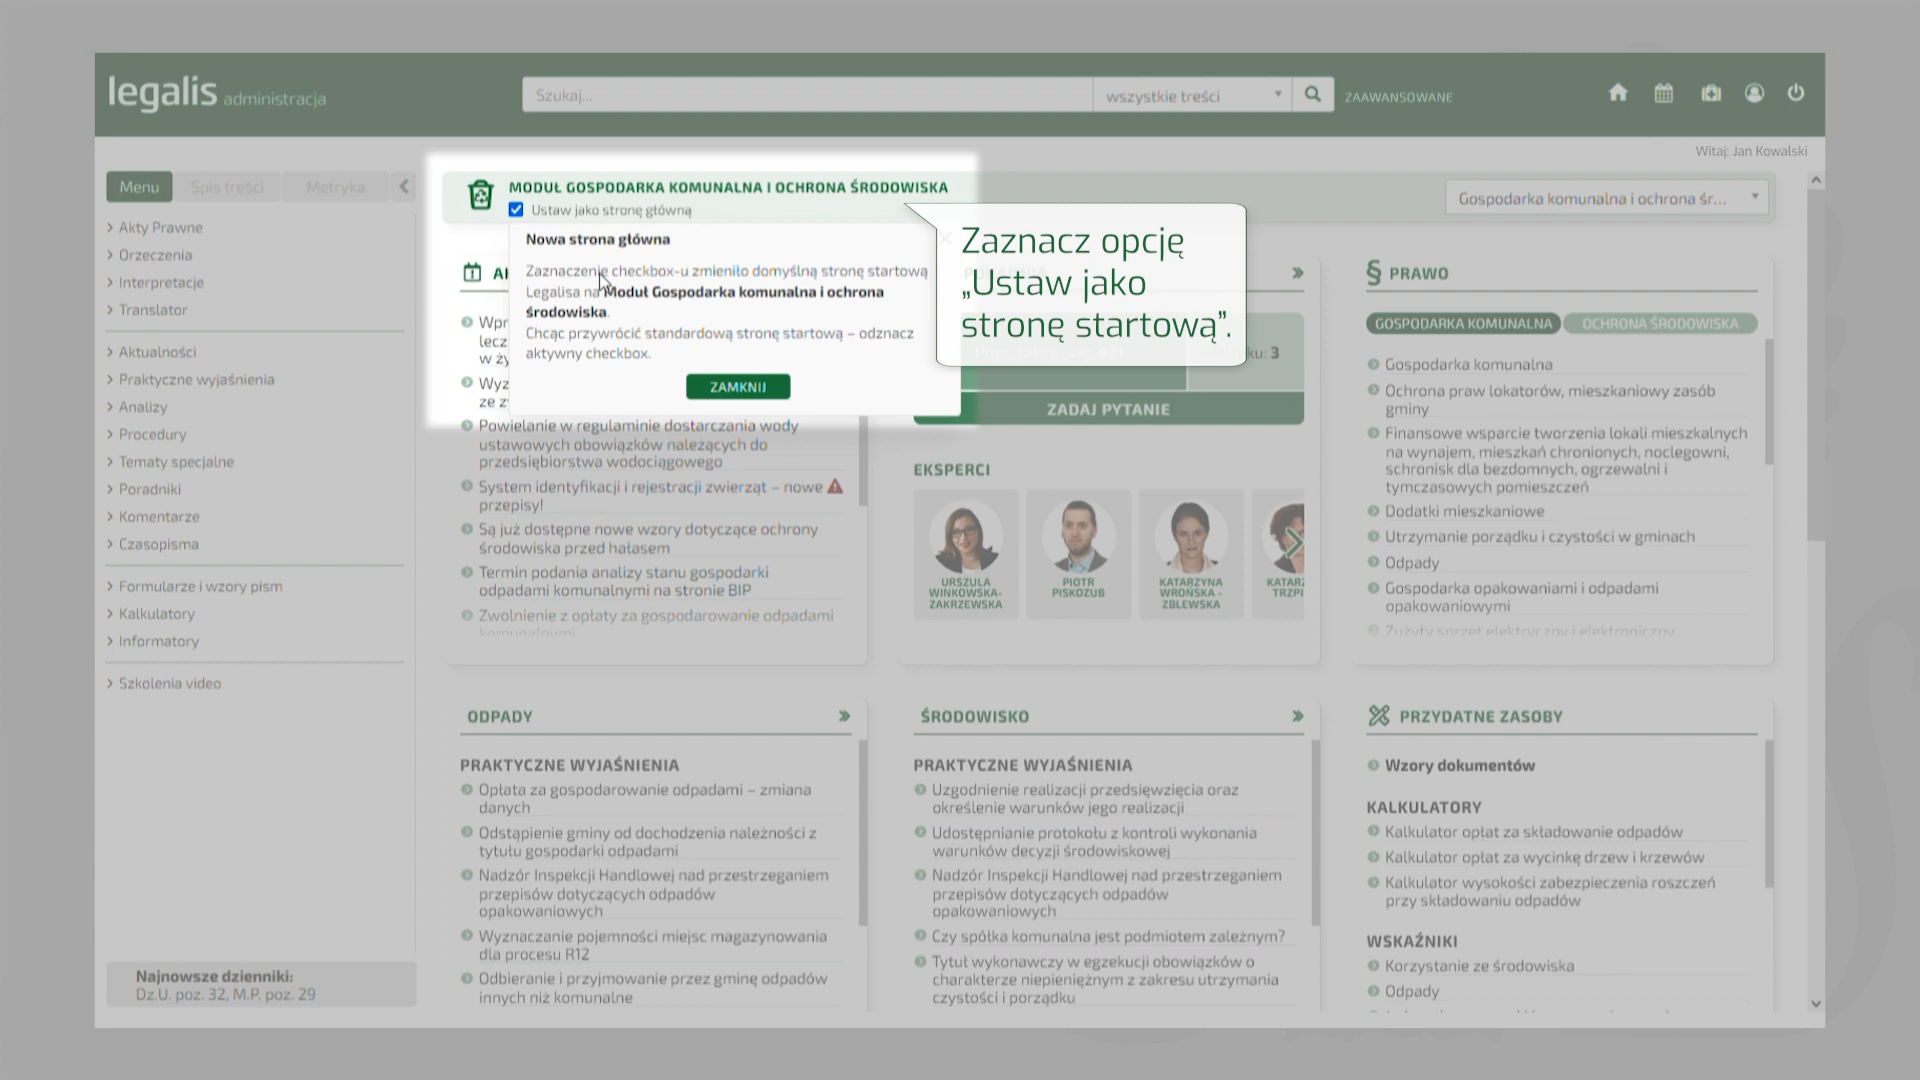 legalis administracja
Szukaj...
wszystkie treści
ZAAWANSOWANE
Witaj: Jan Kowalski
Menu
Spis treści
Metryka
Akty Prawne
Orzeczenia
Interpretacje
Translator
Aktualności
Praktyczne wyjaśnienia
Analizy
Procedury
Tematy specjalne
Poradniki
Komentarze
Czasopisma
Formularze i wzory pism
Kalkulatory
Informatory
Szkolenia video
Najnowsze dzienniki:
Dz.U. poz. 32, M.P. poz. 29
MODUŁ GOSPODARKA KOMUNALNA I OCHRONA ŚRODOWISKA
Ustaw jako stronę główną
Gospodarka komunalna i ochrona śr...
Nowa strona główna
Zaznaczenie checkbox-u zmieniło domyślną stronę startową
Legalisa na Moduł Gospodarka komunalna i ochrona
środowiska.
Chcąc przywrócić standardową stronę startową – odznacz
aktywny checkbox.
ZAMKNIJ
Zaznacz opcję
„Ustaw jako
stronę startową”.
Powielanie w regulaminie dostarczania wody
ustawowych obowiązków należących do
przedsiębiorstwa wodociągowego
System identyfikacji i rejestracji zwierząt – nowe
przepisy!
Są już dostępne nowe wzory dotyczące ochrony
środowiska przed hałasem
Termin podania analizy stanu gospodarki
odpadami komunalnymi na stronie BIP
Zwolnienie z opłaty za gospodarowanie odpadami
komunalnymi
ku: 3
ZADAJ PYTANIE
EKSPERCI
URSZULA
WINKOWSKA-
ZAKRZEWSKA
PIOTR
PISKOZUB
KATARZYNA
WROŃSKA -
ZBLEWSKA
KATARZ
TRZPI
§ PRAWO
GOSPODARKA KOMUNALNA
OCHRONA ŚRODOWISKA
Gospodarka komunalna
Ochrona praw lokatorów, mieszkaniowy zasób
gminy
Finansowe wsparcie tworzenia lokali mieszkalnych
na wynajem, mieszkań chronionych, noclegowni,
schronisk dla bezdomnych, ogrzewalni i
tymczasowych pomieszczeń
Dodatki mieszkaniowe
Utrzymanie porządku i czystości w gminach
Odpady
Gospodarka opakowaniami i odpadami
opakowaniowymi
Zużyty sprzęt elektryczny i elektroniczny
ODPADY
PRAKTYCZNE WYJAŚNIENIA
Opłata za gospodarowanie odpadami – zmiana
danych
Odstąpienie gminy od dochodzenia należności z
tytułu gospodarki odpadami
Nadzór Inspekcji Handlowej nad przestrzeganiem
przepisów dotyczących odpadów
opakowaniowych
Wyznaczanie pojemności miejsc magazynowania
dla procesu R12
Odbieranie i przyjmowanie przez gminę odpadów
innych niż komunalne
ŚRODOWISKO
PRAKTYCZNE WYJAŚNIENIA
Uzgodnienie realizacji przedsięwzięcia oraz
określenie warunków jego realizacji
Udostępnianie protokołu z kontroli wykonania
warunków decyzji środowiskowej
Nadzór Inspekcji Handlowej nad przestrzeganiem
przepisów dotyczących odpadów
opakowaniowych
Czy spółka komunalna jest podmiotem zależnym?
Tytuł wykonawczy w egzekucji obowiązków o
charakterze niepieniężnym z zakresu utrzymania
czystości i porządku
PRZYDATNE ZASOBY
Wzory dokumentów
KALKULATORY
Kalkulator opłat za składowanie odpadów
Kalkulator opłat za wycinkę drzew i krzewów
Kalkulator wysokości zabezpieczenia roszczeń
przy składowaniu odpadów
WSKAŹNIKI
Korzystanie ze środowiska
Odpady